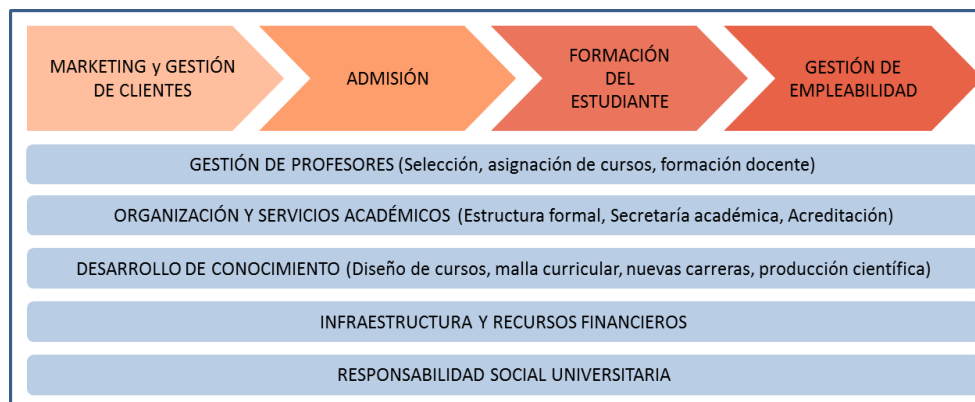 MARKETING y GESTIÓN
DE CLIENTES
ADMISIÓN
FORMACIÓN
DEL
ESTUDIANTE
GESTIÓN DE
EMPLEABILIDAD
GESTIÓN DE PROFESORES (Selección, asignación de cursos, formación docente)
ORGANIZACIÓN Y SERVICIOS ACADÉMICOS (Estructura formal, Secretaría académica, Acreditación)
DESARROLLO DE CONOCIMIENTO (Diseño de cursos, malla curricular, nuevas carreras, producción científica)
INFRAESTRUCTURA Y RECURSOS FINANCIEROS
RESPONSABILIDAD SOCIAL UNIVERSITARIA